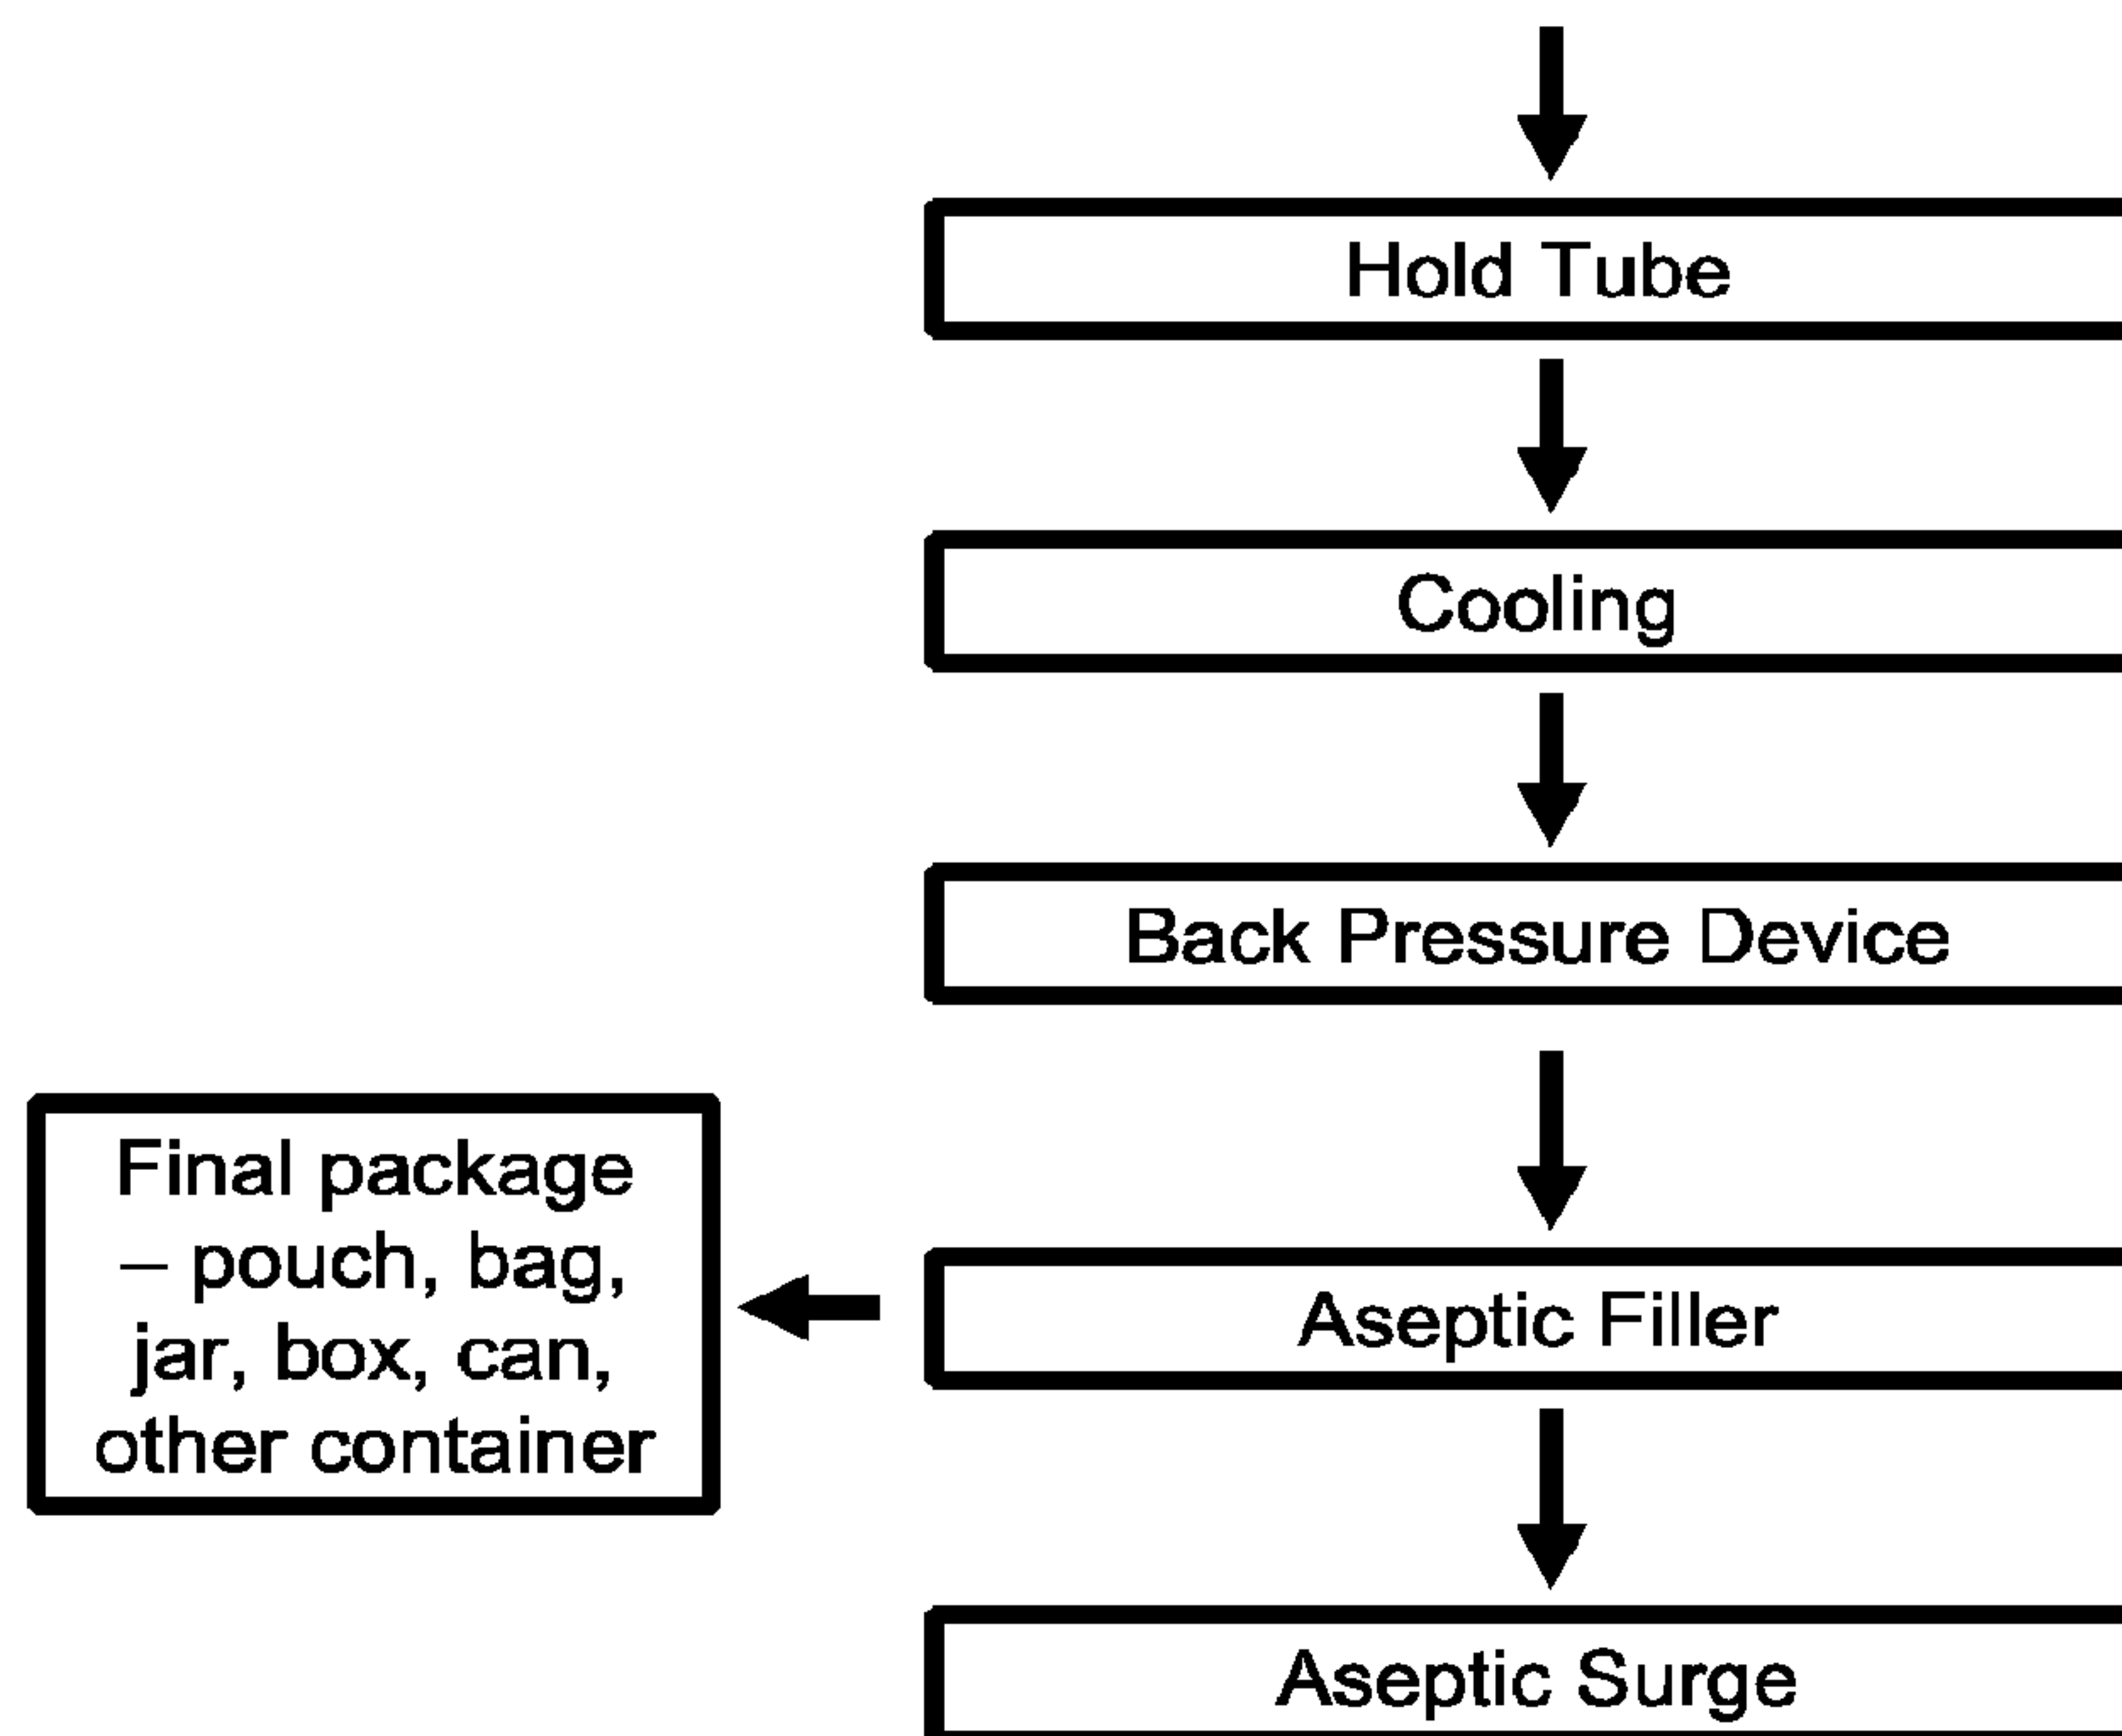 Hold Tube
Cooling
Back Pressure Device
Final package
– pouch, bag,
jar, box, can,
other container
Aseptic Filler
Aseptic Surge